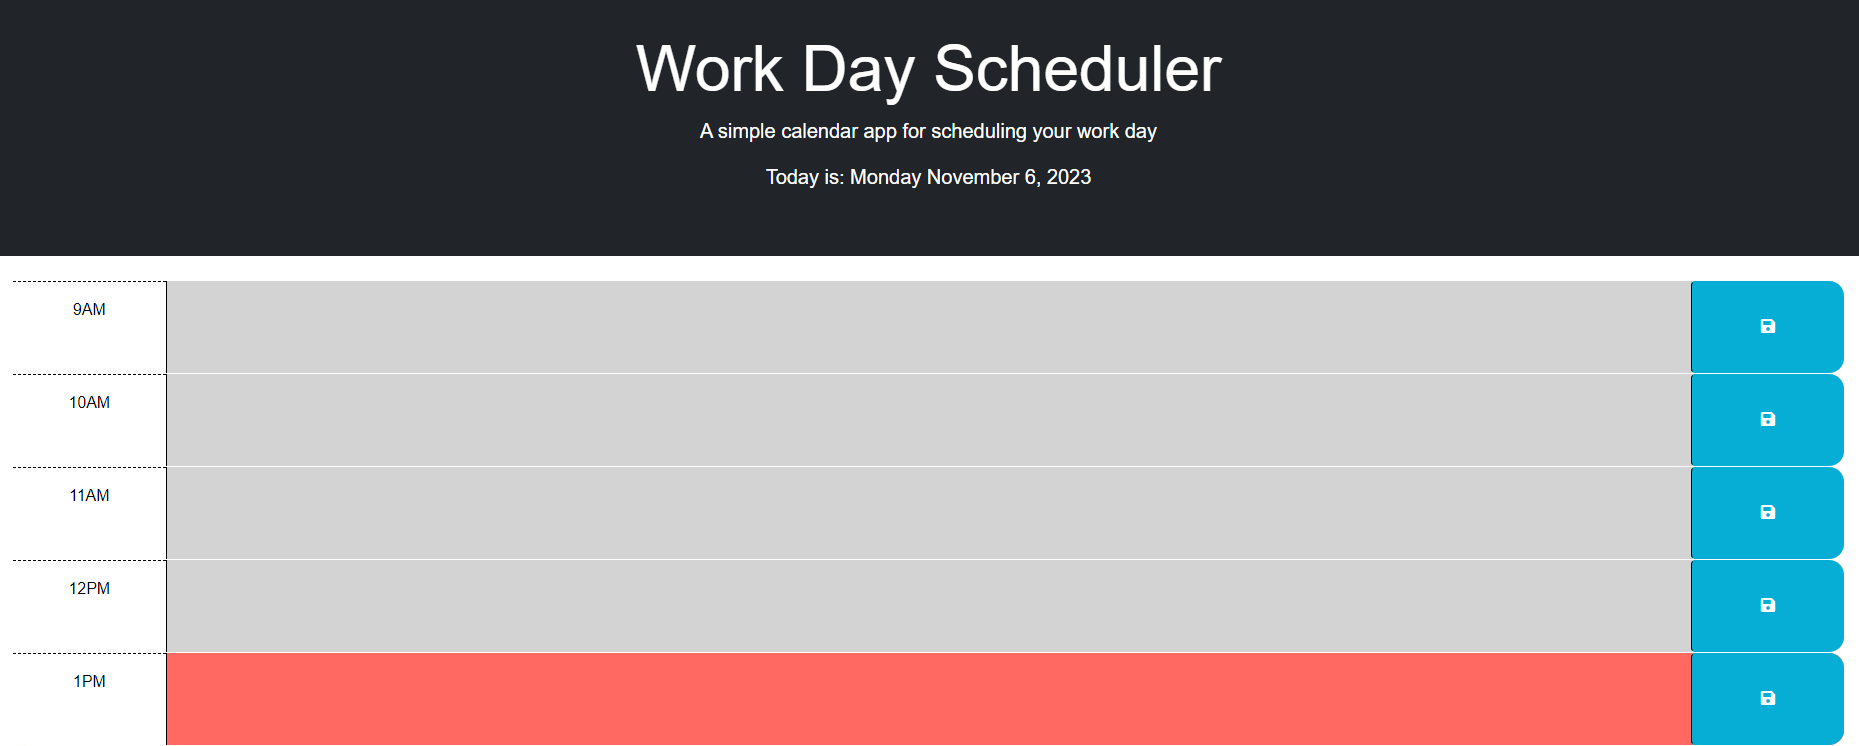 Work Day Scheduler
A simple calendar app for scheduling your work day
Today is: Monday November 6, 2023
9AM
10AM
11AM
12PM
1PM